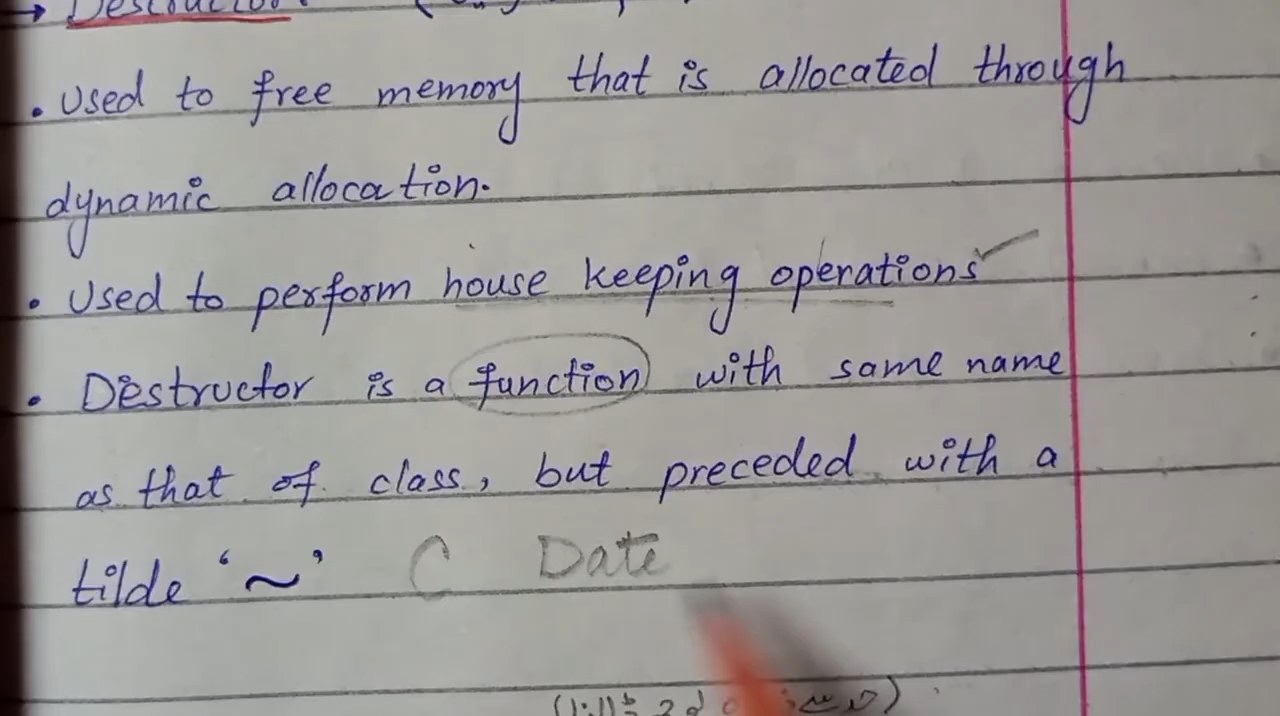 → Destructor
• Used to free memory that is allocated through
dynamic allocation.
• Used to perform house keeping operations ✓
• Destructor is a function with same name
as that of class, but preceded with a
tilde ‘~’ C Date